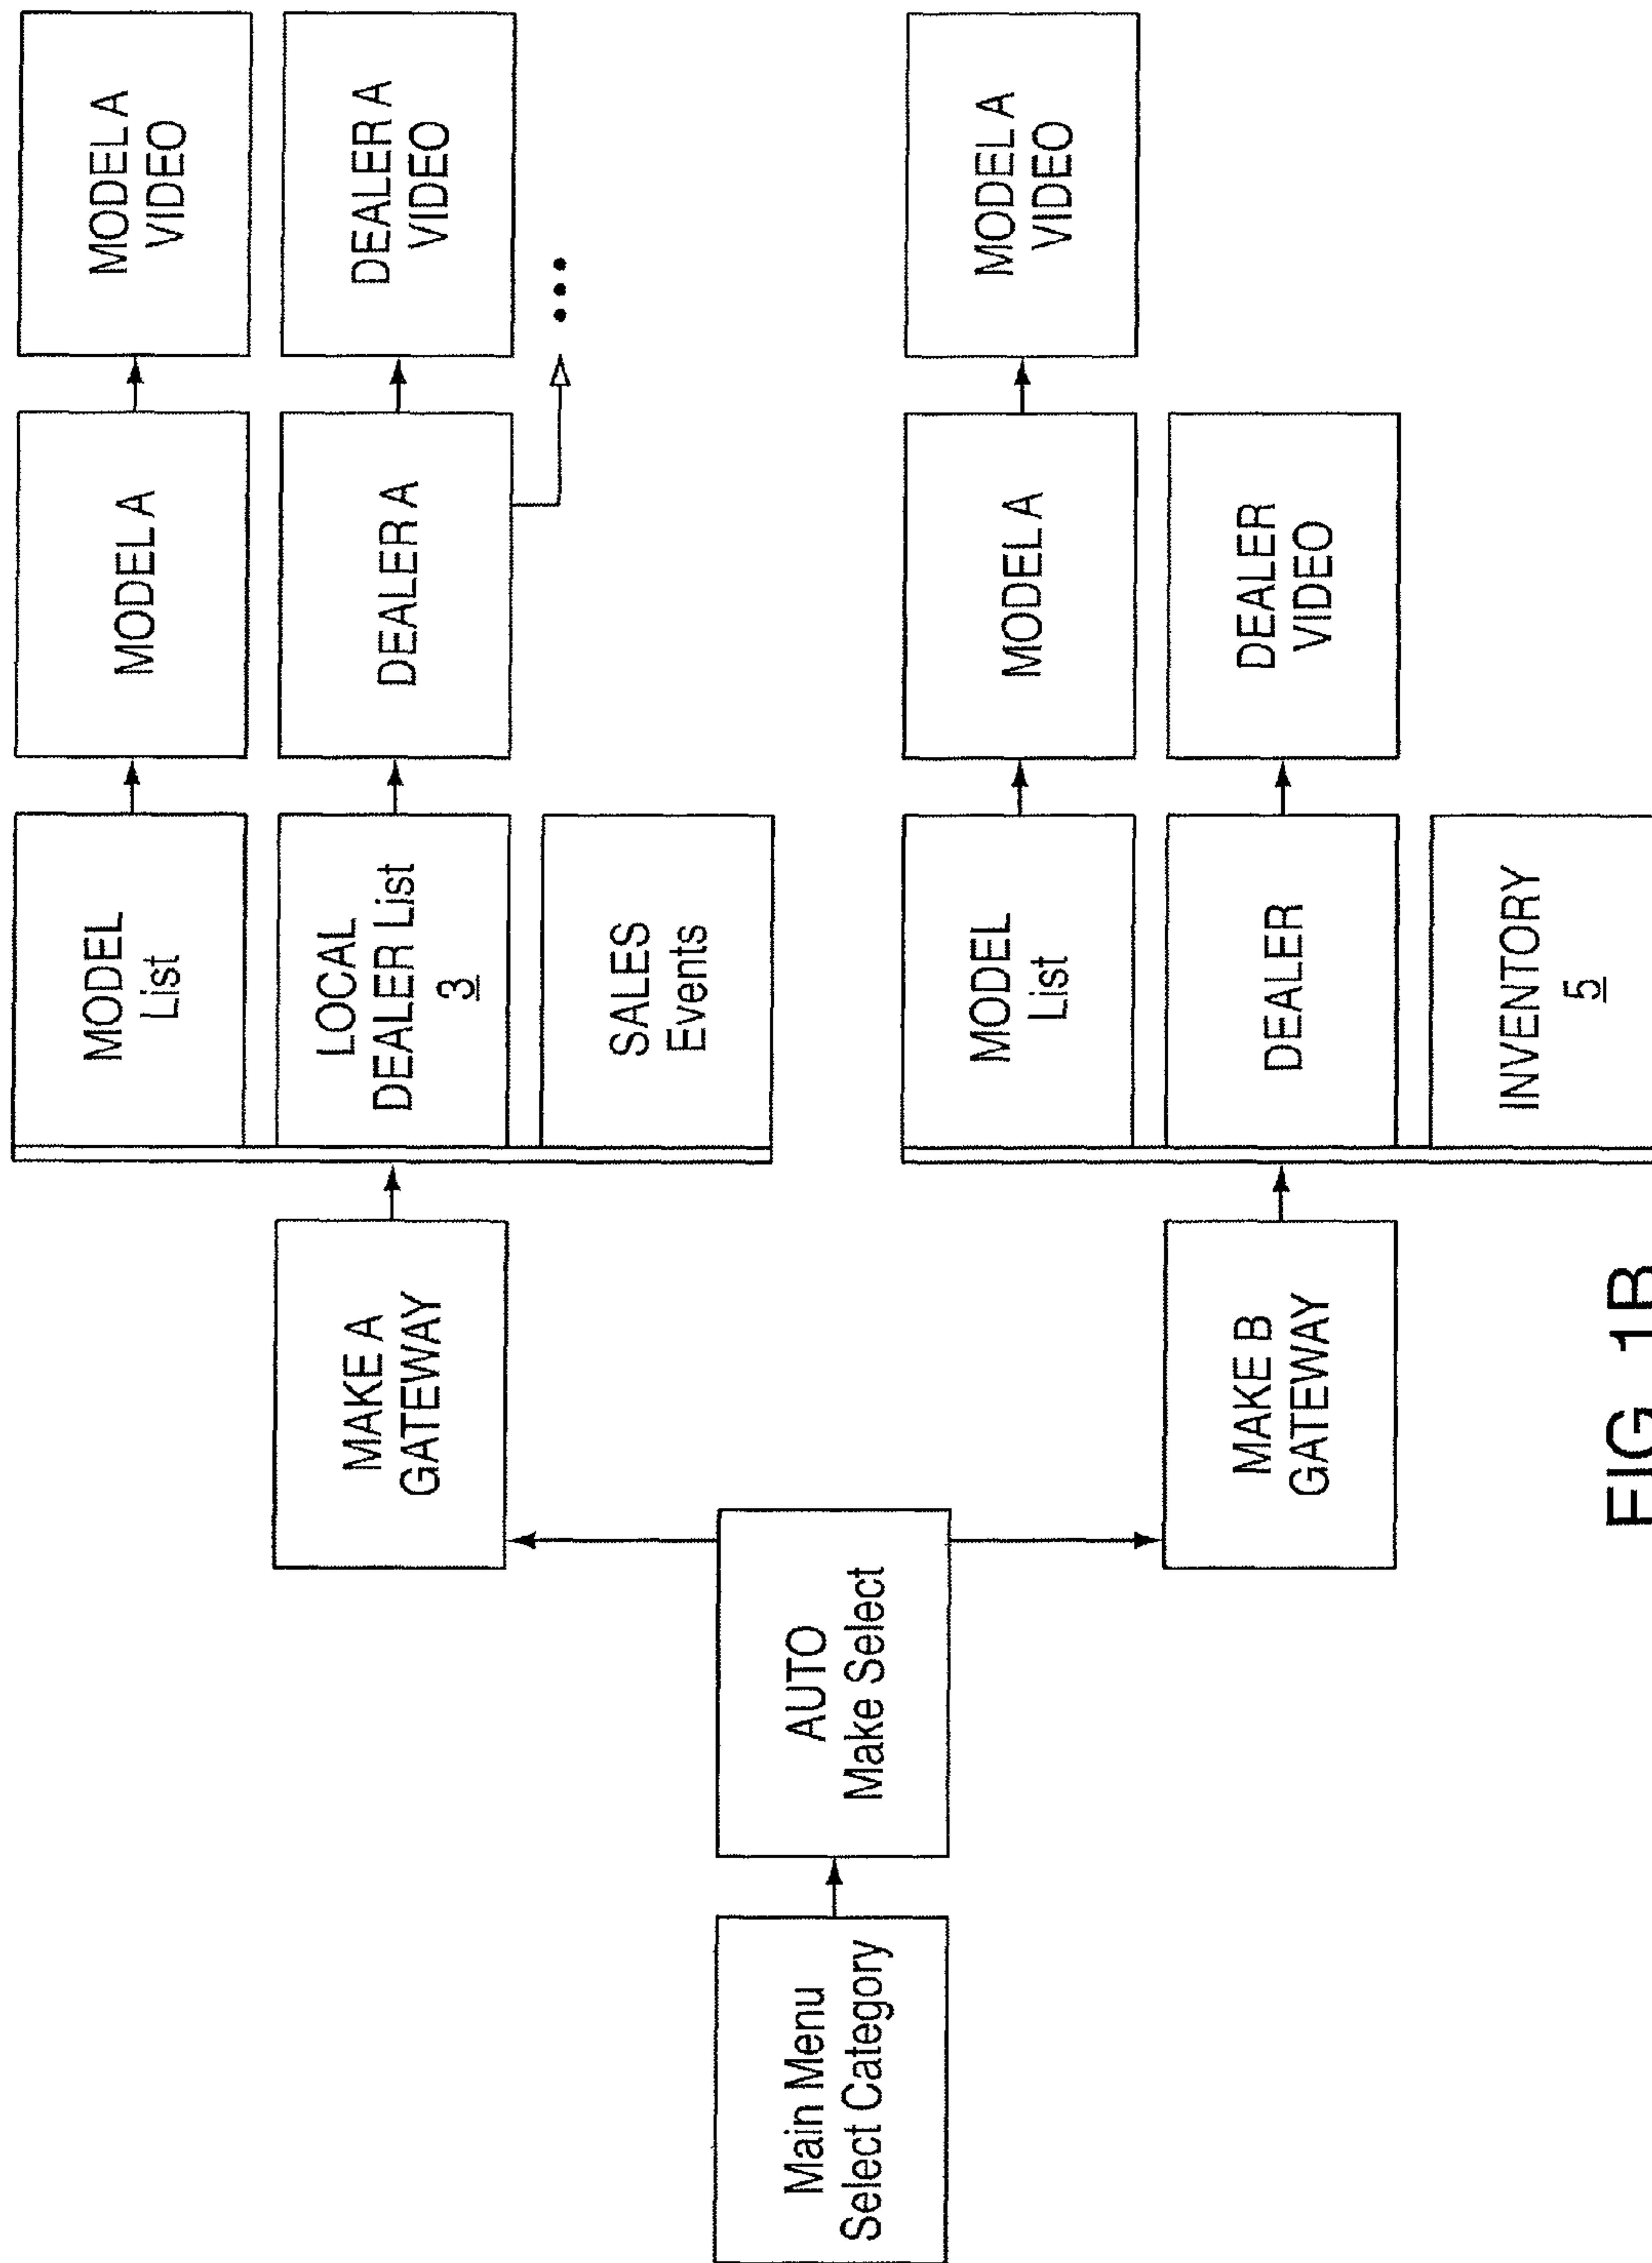 Main Menu
Select Category
AUTO
Make Select
MAKE A
GATEWAY
MODEL
List
LOCAL
DEALER List
3
SALES
Events
MODEL A
DEALER A
MODEL A
VIDEO
DEALER A
VIDEO
MAKE B
GATEWAY
MODEL
List
DEALER
INVENTORY
5
MODEL A
DEALER
VIDEO
MODEL A
VIDEO
FIG. 1B